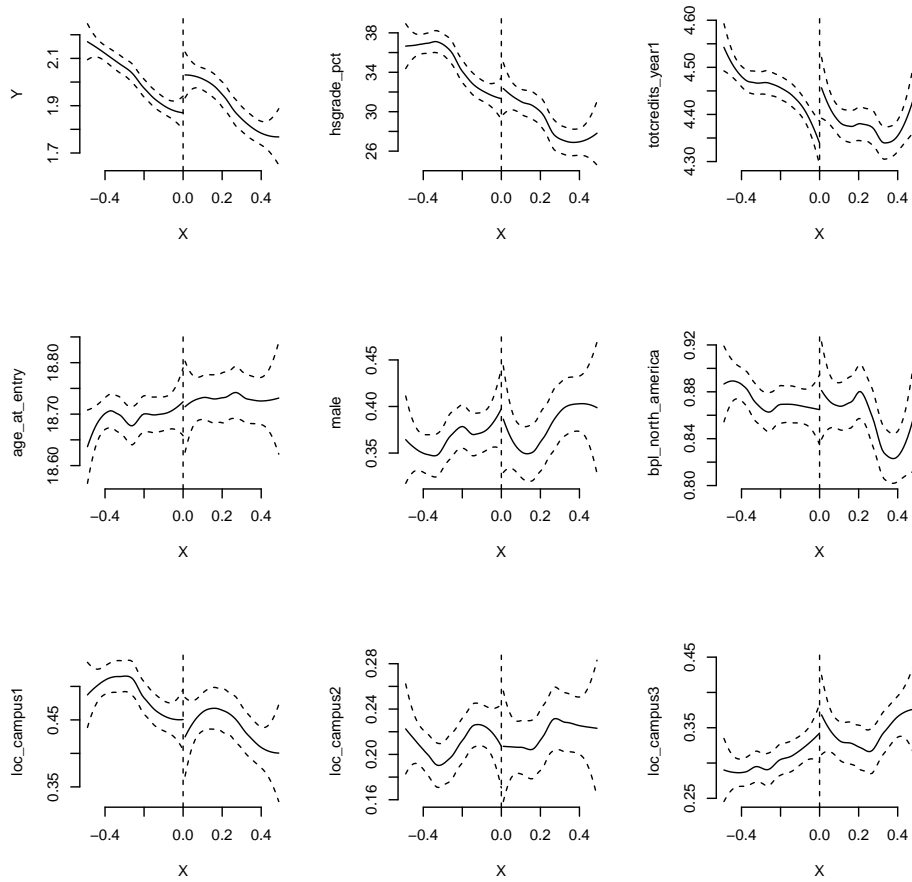 Y
2.1
1.9
1.7
−0.4 0.0 0.2 0.4
X
hsgrade_pct
38
34
30
26
−0.4 0.0 0.2 0.4
X
totcredits_year1
4.60
4.50
4.40
4.30
−0.4 0.0 0.2 0.4
X
age_at_entry
18.80
18.70
18.60
−0.4 0.0 0.2 0.4
X
male
0.45
0.40
0.35
−0.4 0.0 0.2 0.4
X
bpl_north_america
0.92
0.88
0.84
0.80
−0.4 0.0 0.2 0.4
X
loc_campus1
0.45
0.35
−0.4 0.0 0.2 0.4
X
loc_campus2
0.28
0.24
0.20
0.16
−0.4 0.0 0.2 0.4
X
loc_campus3
0.45
0.35
0.25
−0.4 0.0 0.2 0.4
X